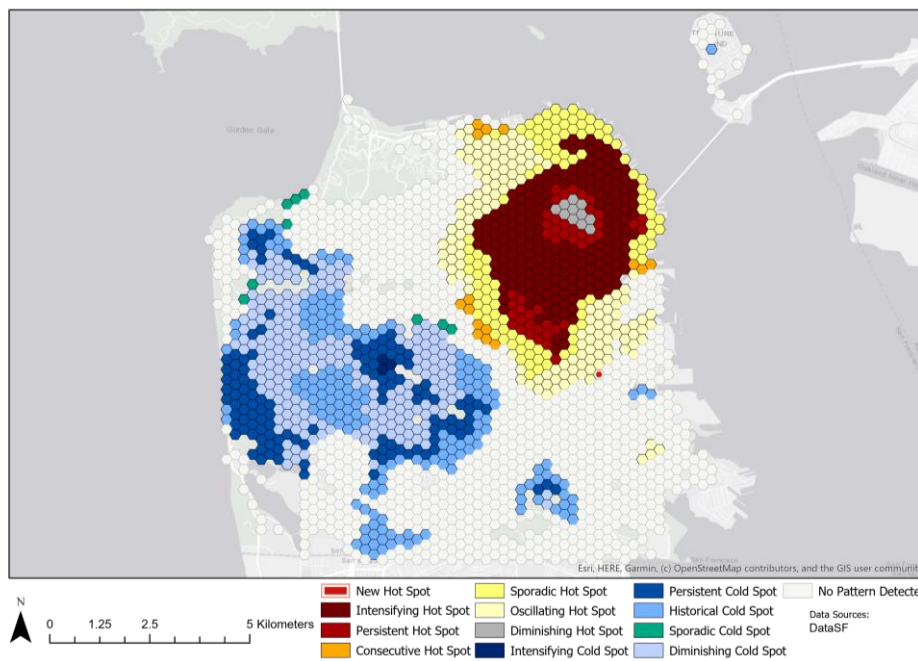 Golden Gate
Esri, HERE, Garmin, (c) OpenStreetMap contributors, and the GIS user communit
New Hot Spot
Intensifying Hot Spot
Persistent Hot Spot
Consecutive Hot Spot
Sporadic Hot Spot
Oscillating Hot Spot
Diminishing Hot Spot
Intensifying Cold Spot
Persistent Cold Spot
Historical Cold Spot
Sporadic Cold Spot
Diminishing Cold Spot
No Pattern Detecte
Data Sources:
DataSF
N
0 1.25 2.5 5 Kilometers